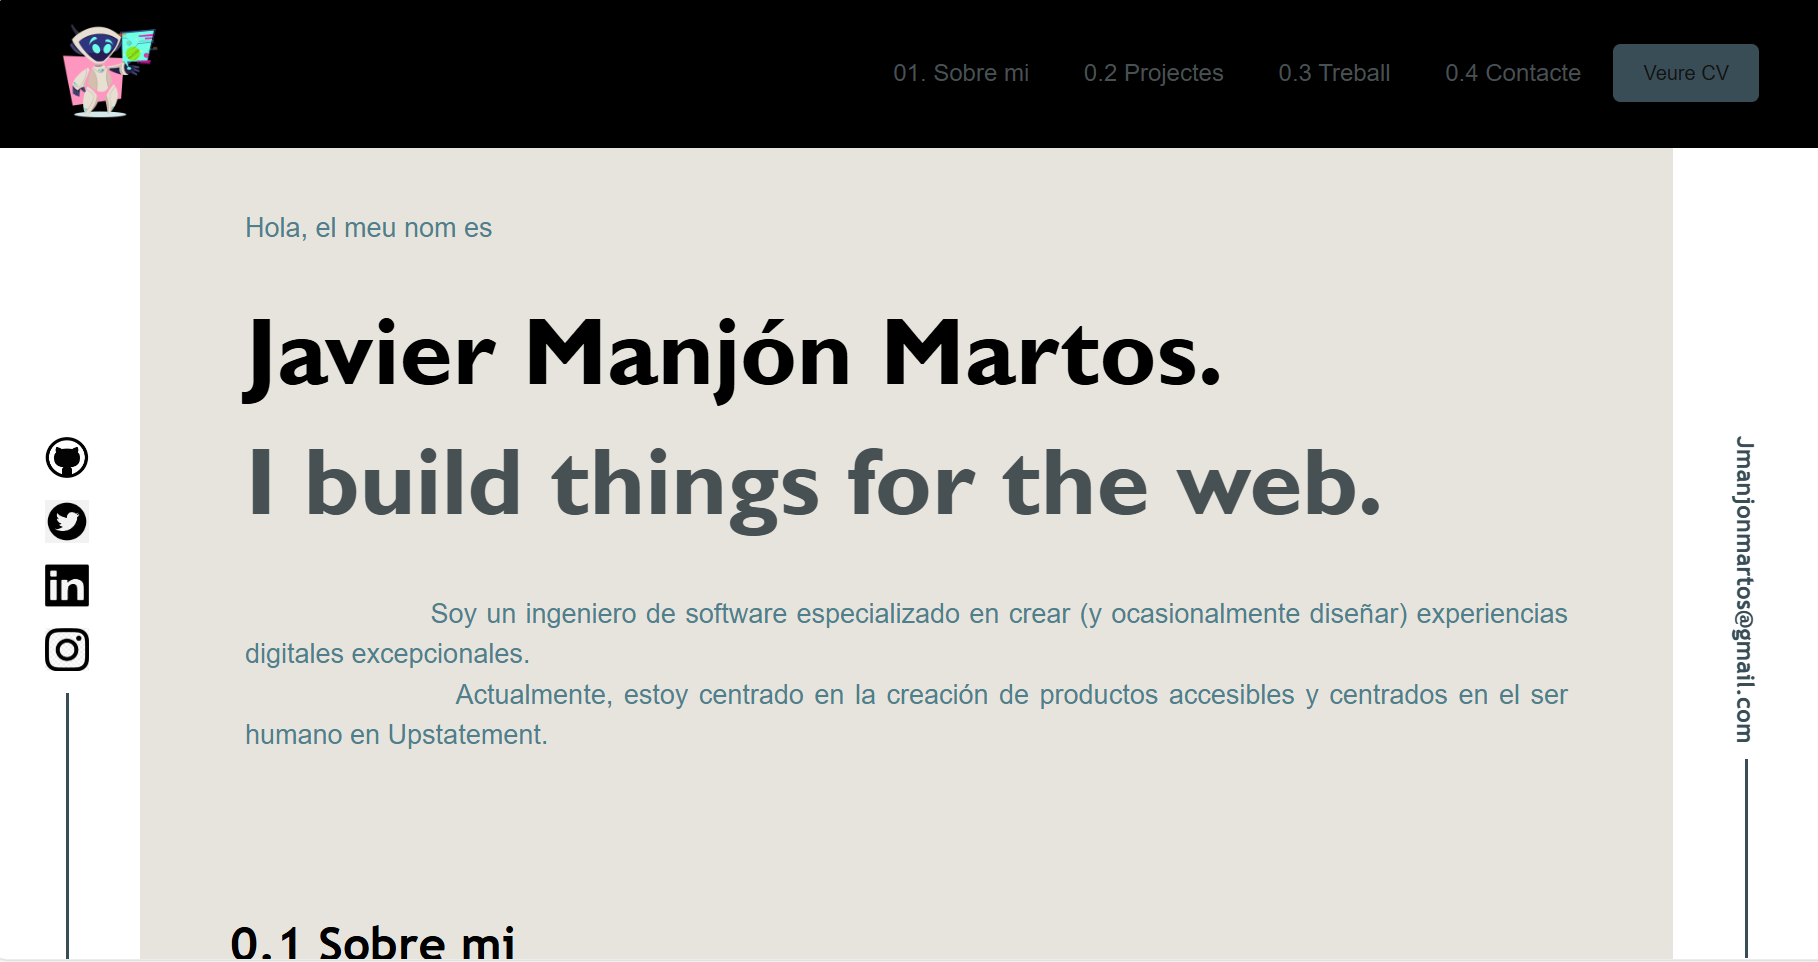 01. Sobre mi
0.2 Projectes
0.3 Treball
0.4 Contacte
Veure CV
Hola, el meu nom es
Javier Manjón Martos.
I build things for the web.
Soy un ingeniero de software especializado en crear (y ocasionalmente diseñar) experiencias
digitales excepcionales.
Actualmente, estoy centrado en la creación de productos accesibles y centrados en el ser
humano en Upstatement.
in
Jmanjonmartos@gmail.com
0.1 Sobre mi